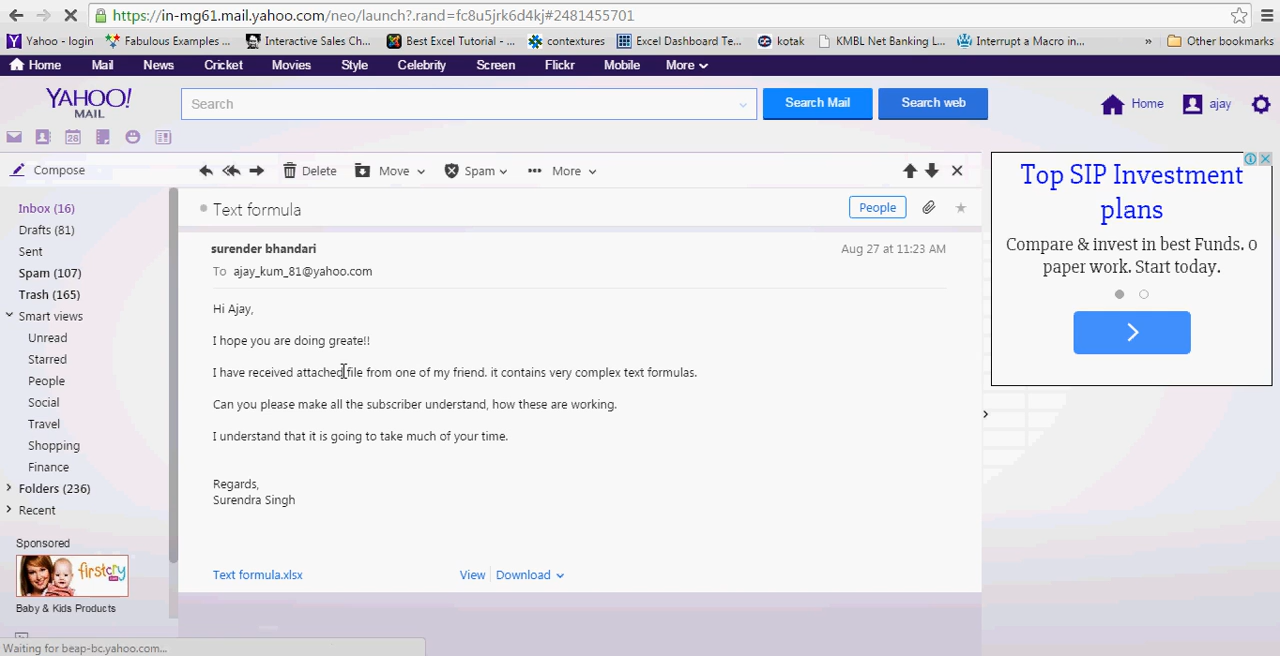 https://in-mg61.mail.yahoo.com/neo/launch?.rand=fc8u5jrk6d4kj#2481455701
Yahoo - login Fabulous Examples ... Interactive Sales Ch... Best Excel Tutorial - ... contextures Excel Dashboard Te... kotak KMBL Net Banking L... Interrupt a Macro in... » Other bookmarks
Home Mail News Cricket Movies Style Celebrity Screen Flickr Mobile More
YAHOO!
MAIL
Search Search Mail Search web Home ajay
26
Compose Delete Move Spam More
Text formula People
Inbox (16)
Drafts (81)
Sent
Spam (107)
Trash (165)
Smart views
Unread
Starred
People
Social
Travel
Shopping
Finance
Folders (236)
Recent
Sponsored
firstcry
Baby & Kids Products
surender bhandari Aug 27 at 11:23 AM
To ajay_kum_81@yahoo.com
Hi Ajay,
I hope you are doing greate!!
I have received attached file from one of my friend. it contains very complex text formulas.
Can you please make all the subscriber understand, how these are working.
I understand that it is going to take much of your time.
Regards,
Surendra Singh
Text formula.xlsx View Download
Top SIP Investment
plans
Compare & invest in best Funds. 0
paper work. Start today.
Waiting for beap-bc.yahoo.com...